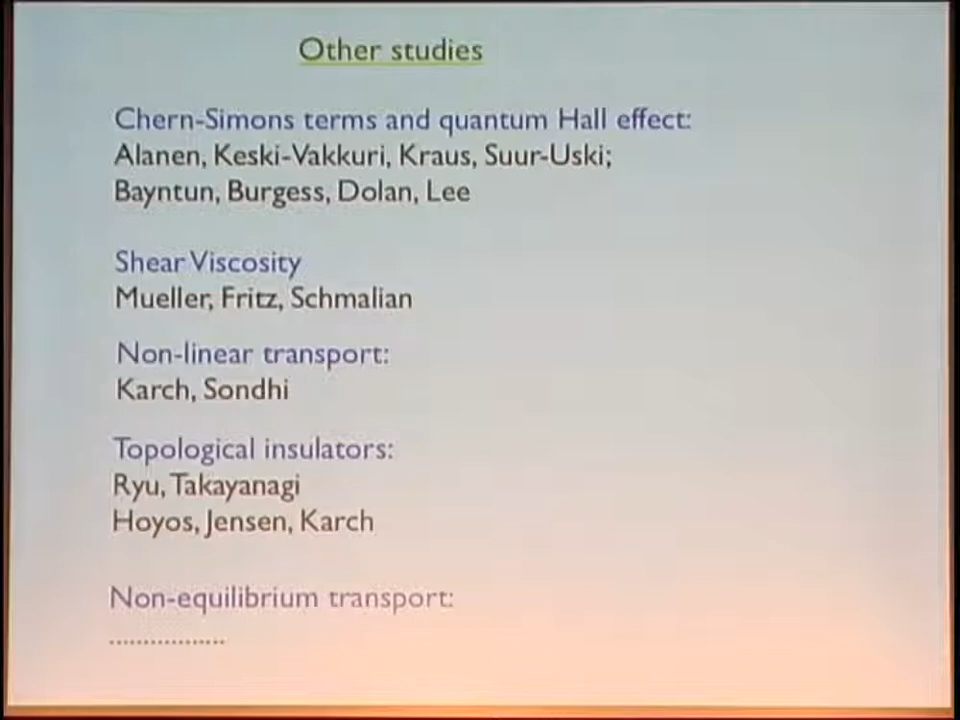 Other studies
Chern-Simons terms and quantum Hall effect:
Alanen, Keski-Vakkuri, Kraus, Suur-Uski;
Bayntun, Burgess, Dolan, Lee
Shear Viscosity
Mueller, Fritz, Schmalian
Non-linear transport:
Karch, Sondhi
Topological insulators:
Ryu, Takayanagi
Hoyos, Jensen, Karch
Non-equilibrium transport:
.................